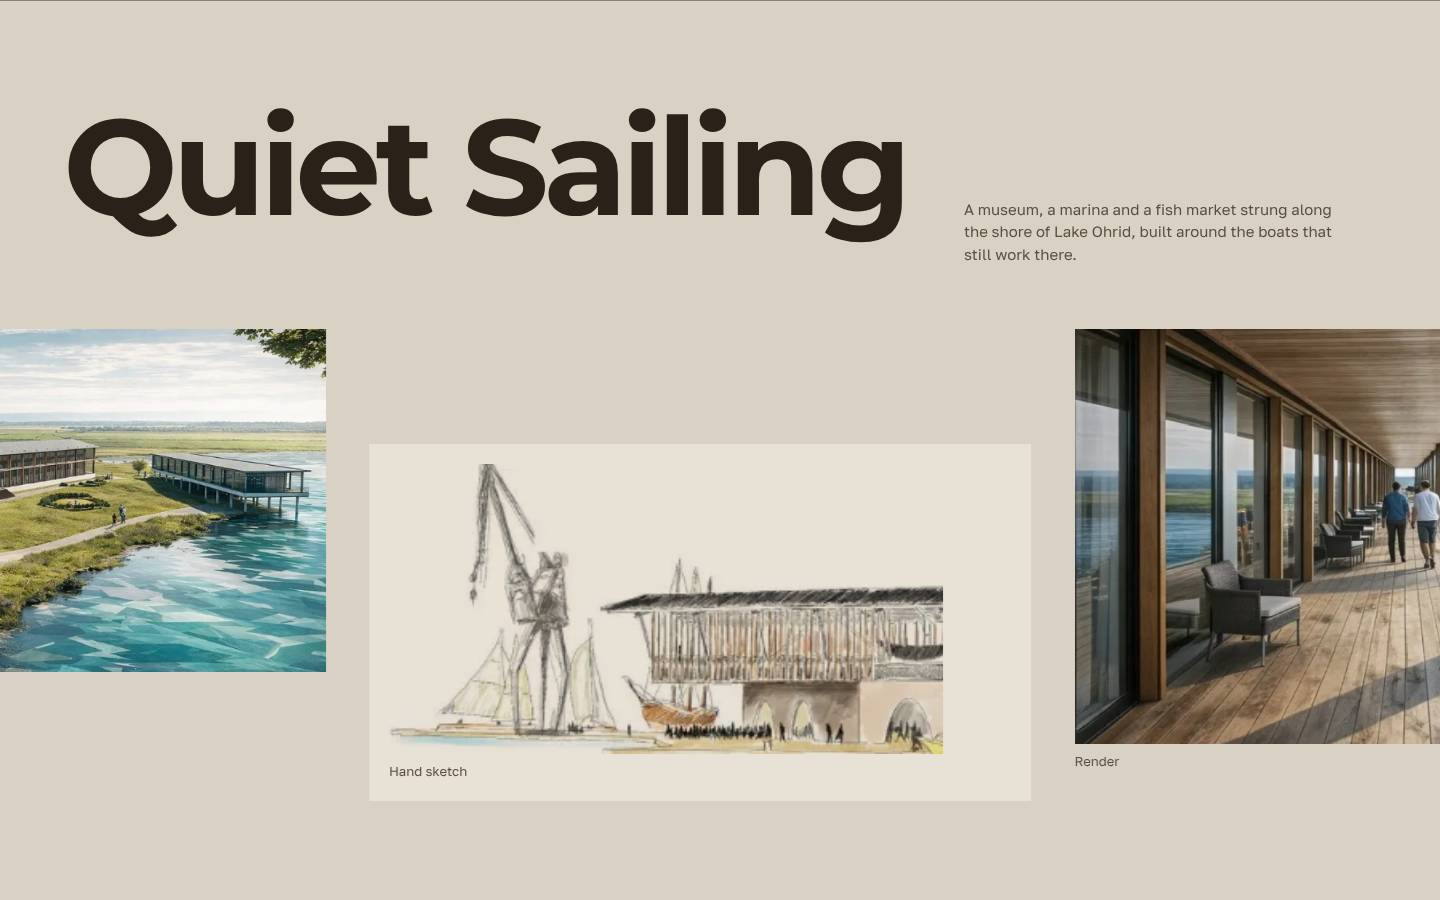 Quiet Sailing
A museum, a marina and a fish market strung along
the shore of Lake Ohrid, built around the boats that
still work there.
Hand sketch
Render